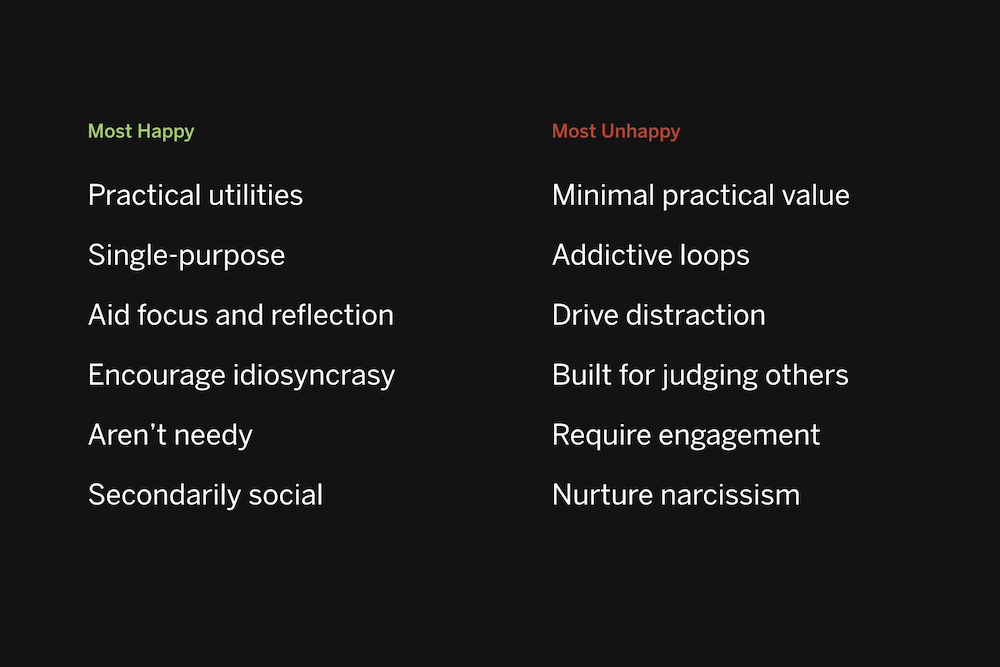 Most Happy
Practical utilities
Single-purpose
Aid focus and reflection
Encourage idiosyncrasy
Aren’t needy
Secondarily social
Most Unhappy
Minimal practical value
Addictive loops
Drive distraction
Built for judging others
Require engagement
Nurture narcissism